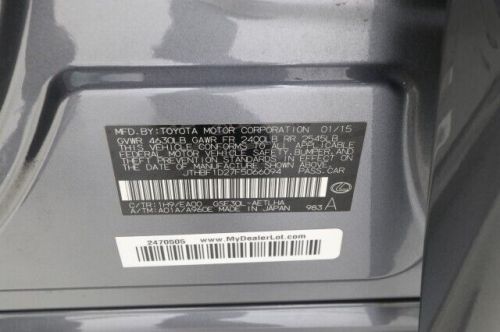 MFD.BY:TOYOTA MOTOR CORPORATION 01/15
GVWR 4630LB GAWR FR 2400LB RR 2545LB
THIS VEHICLE CONFORMS TO ALL APPLICABLE
FEDERAL MOTOR VEHICLE SAFETY, BUMPER, AND
THEFT PREVENTION STANDARDS IN EFFECT ON THE
DATE OF MANUFACTURE SHOWN ABOVE.
JTHBF1D27F5066094 PASS.CAR
C/TR:1H9/EA00 GSE30L-AETLHA
A/TM:A01A/A960E MADE IN JAPAN 983 A
2470505 www.MyDealerLot.com